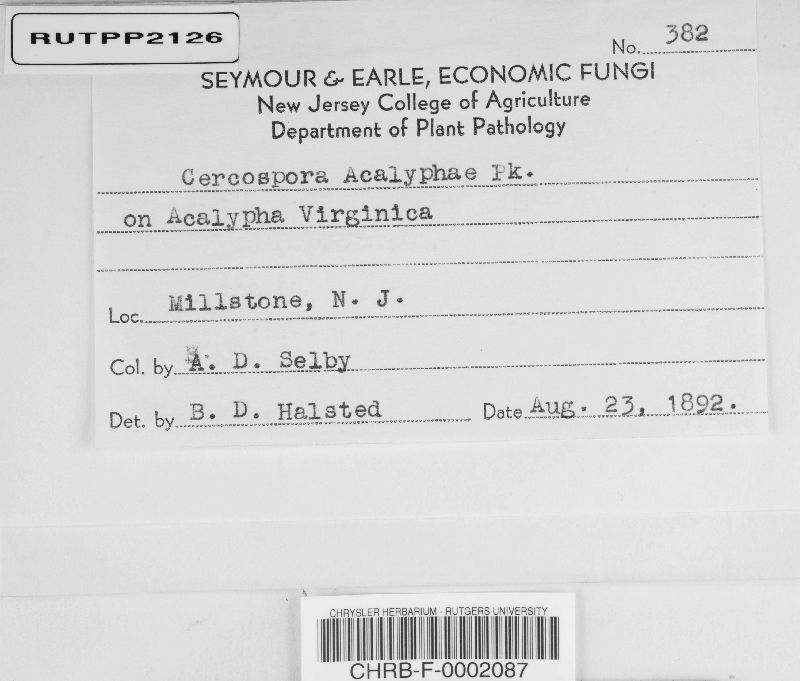 RUTPP2126
No. 382
SEYMOUR & EARLE, ECONOMIC FUNGI
New Jersey College of Agriculture
Department of Plant Pathology
Cercospora Acalyphae Pk.
on Acalypha Virginica
Loc. Millstone, N. J.
Col. by A. D. Selby
Det. by B. D. Halsted Date Aug. 23, 1892.
CHRYSLER HERBARIUM - RUTGERS UNIVERSITY
CHRB-F-0002087